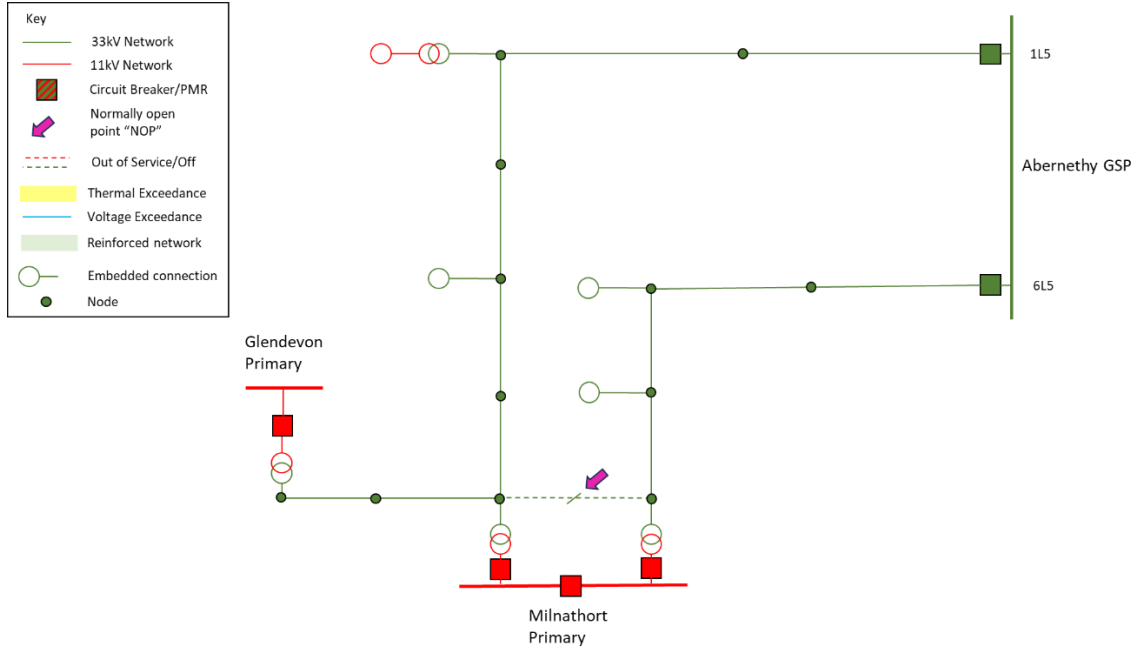 Key
33kV Network
11kV Network
Circuit Breaker/PMR
Normally open
point “NOP”
Out of Service/Off
Thermal Exceedance
Voltage Exceedance
Reinforced network
Embedded connection
Node
1L5
Abernethy GSP
6L5
Glendevon
Primary
Milnathort
Primary